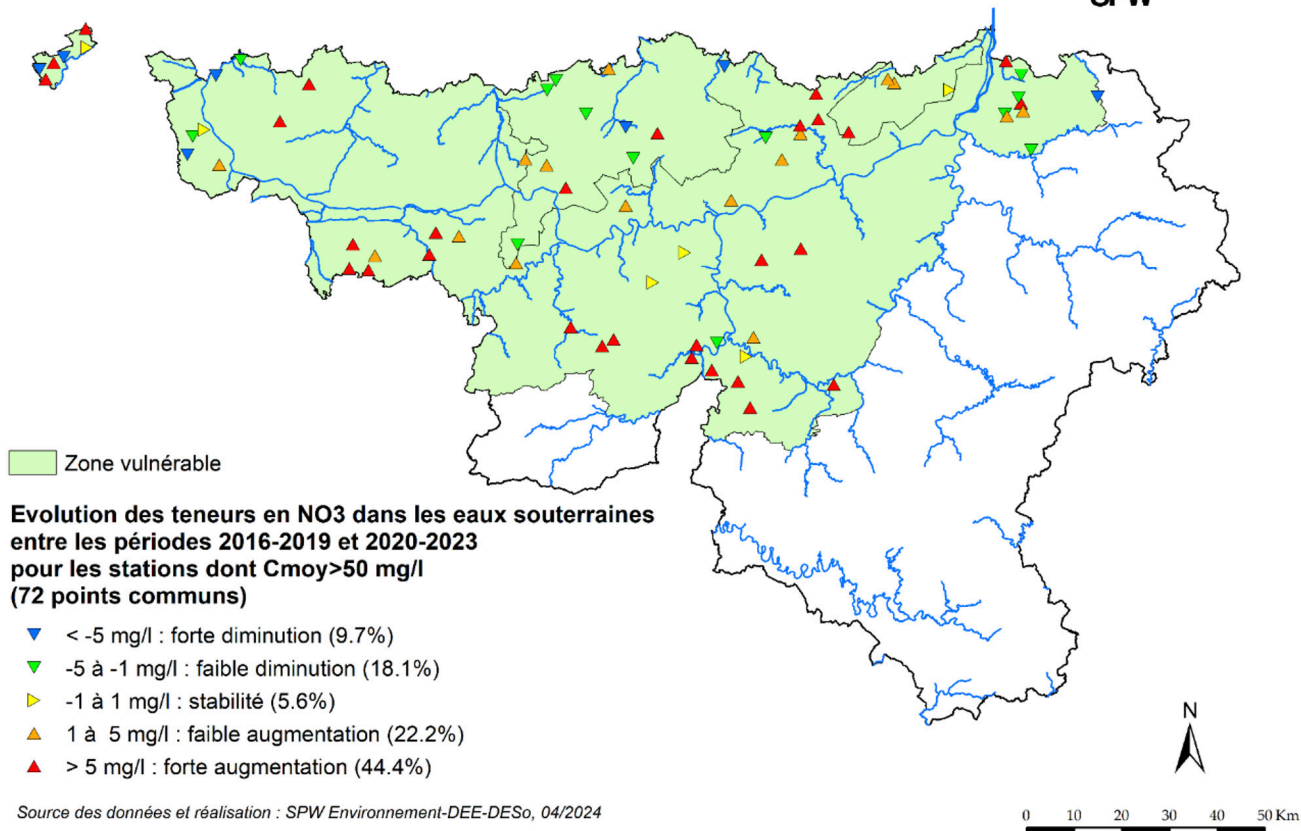 SPW
Zone vulnérable
Evolution des teneurs en NO3 dans les eaux souterraines
entre les périodes 2016-2019 et 2020-2023
pour les stations dont Cmoy>50 mg/l
(72 points communs)
< -5 mg/l : forte diminution (9.7%)
-5 à -1 mg/l : faible diminution (18.1%)
-1 à 1 mg/l : stabilité (5.6%)
1 à 5 mg/l : faible augmentation (22.2%)
> 5 mg/l : forte augmentation (44.4%)
Source des données et réalisation : SPW Environnement-DEE-DESo, 04/2024
N
0 10 20 30 40 50 Km